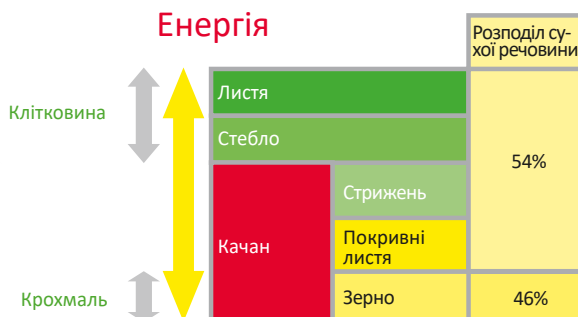 Енергія
Розподіл су-
хої речовини
Клітковина
Листя
Стебло
54%
Стрижень
Качан
Покривні
листя
Крохмаль
Зерно
46%